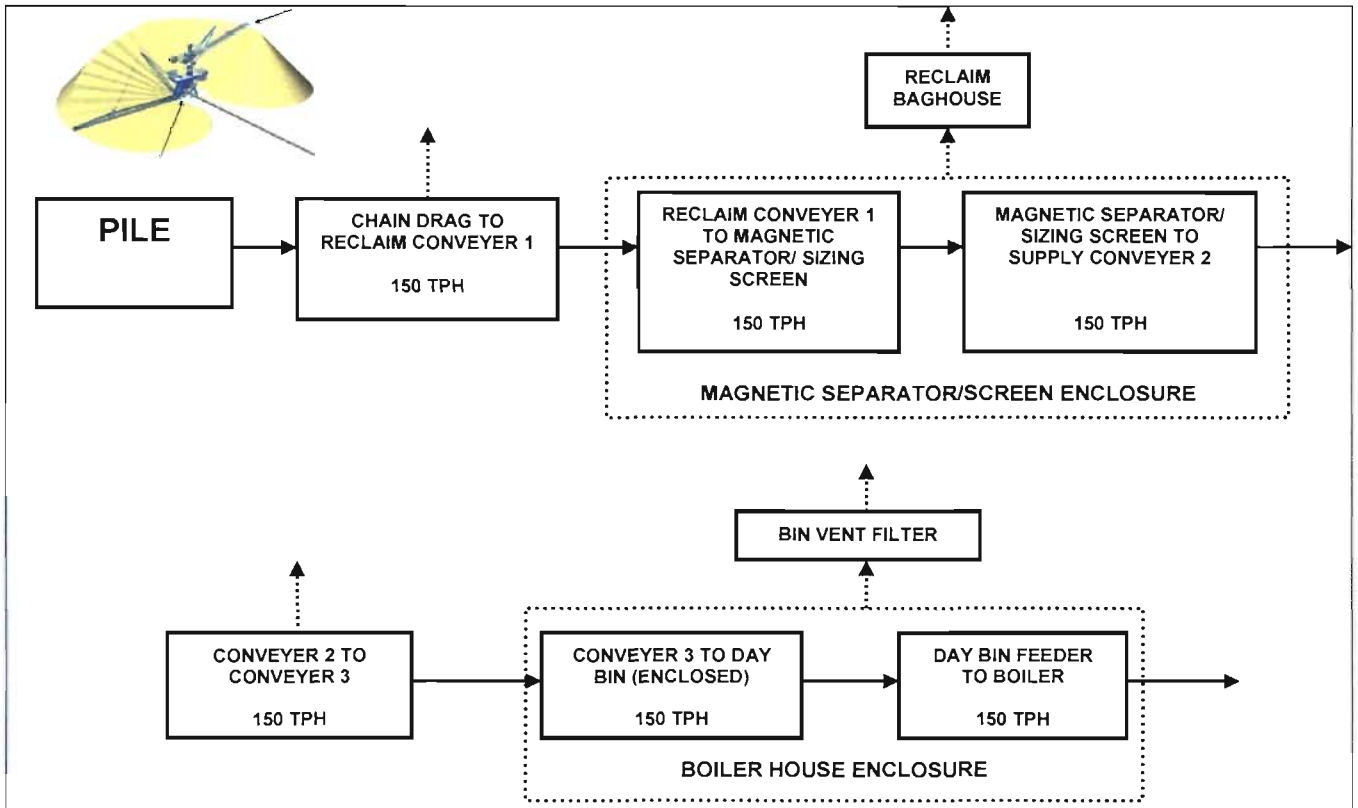 RECLAIM
BAGHOUSE
PILE
CHAIN DRAG TO
RECLAIM CONVEYER 1
150 TPH
RECLAIM CONVEYER 1
TO MAGNETIC
SEPARATOR/ SIZING
SCREEN
150 TPH
MAGNETIC SEPARATOR/
SIZING SCREEN TO
SUPPLY CONVEYER 2
150 TPH
MAGNETIC SEPARATOR/SCREEN ENCLOSURE
BIN VENT FILTER
CONVEYER 2 TO
CONVEYER 3
150 TPH
CONVEYER 3 TO DAY
BIN (ENCLOSED)
150 TPH
DAY BIN FEEDER
TO BOILER
150 TPH
BOILER HOUSE ENCLOSURE